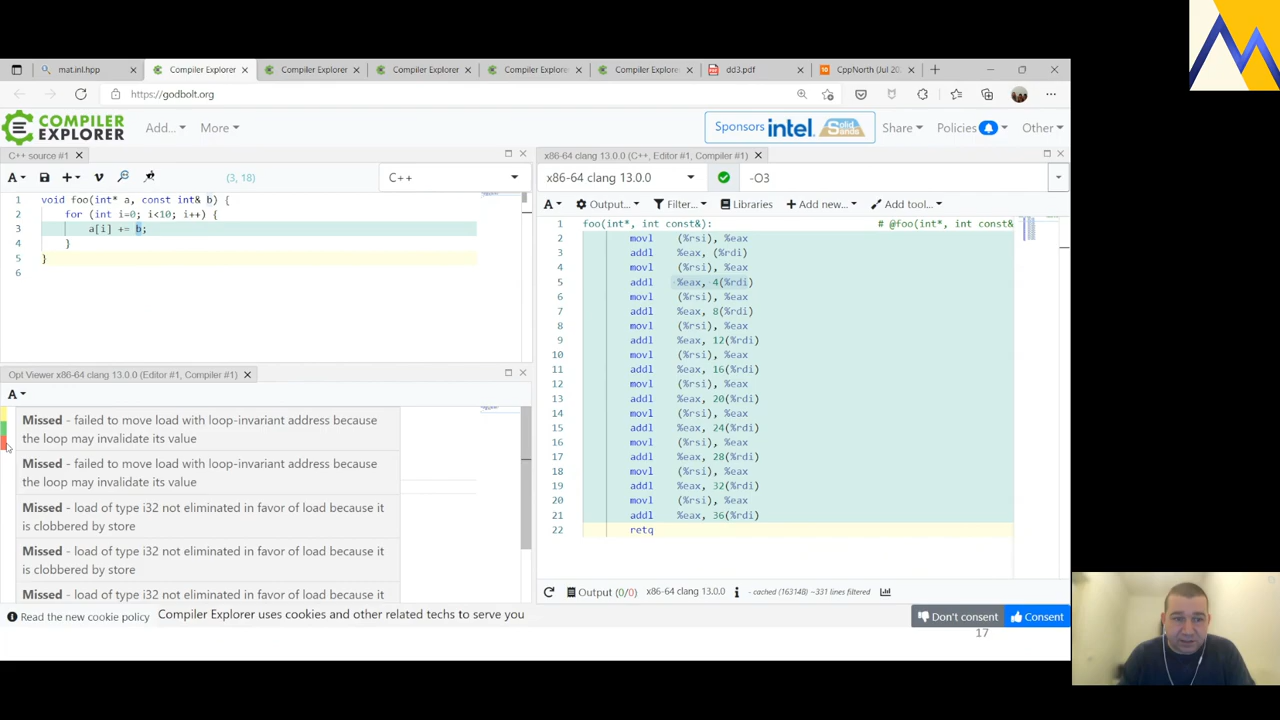 mat.inl.hpp
Compiler Explorer
Compiler Explorer
Compiler Explorer
Compiler Explorer
Compiler Explorer
dd3.pdf
CppNorth (Jul 20
https://godbolt.org
COMPILER
EXPLORER
Add...
More
Sponsors intel Solid Sands
Share
Policies
Other
C++ source #1
A
C++
(3, 18)
1 void foo(int* a, const int& b) {
2 for (int i=0; i<10; i++) {
3 a[i] += b;
4 }
5 }
6
Opt Viewer x86-64 clang 13.0.0 (Editor #1, Compiler #1)
A
Missed - failed to move load with loop-invariant address because
the loop may invalidate its value
Missed - failed to move load with loop-invariant address because
the loop may invalidate its value
Missed - load of type i32 not eliminated in favor of load because it
is clobbered by store
Missed - load of type i32 not eliminated in favor of load because it
is clobbered by store
Missed - load of type i32 not eliminated in favor of load because it
x86-64 clang 13.0.0 (C++, Editor #1, Compiler #1)
x86-64 clang 13.0.0
-O3
A
Output...
Filter...
Libraries
Add new...
Add tool...
1 foo(int*, int const&): # @foo(int*, int const&
2 movl (%rsi), %eax
3 addl %eax, (%rdi)
4 movl (%rsi), %eax
5 addl %eax, 4(%rdi)
6 movl (%rsi), %eax
7 addl %eax, 8(%rdi)
8 movl (%rsi), %eax
9 addl %eax, 12(%rdi)
10 movl (%rsi), %eax
11 addl %eax, 16(%rdi)
12 movl (%rsi), %eax
13 addl %eax, 20(%rdi)
14 movl (%rsi), %eax
15 addl %eax, 24(%rdi)
16 movl (%rsi), %eax
17 addl %eax, 28(%rdi)
18 movl (%rsi), %eax
19 addl %eax, 32(%rdi)
20 movl (%rsi), %eax
21 addl %eax, 36(%rdi)
22 retq
Output (0/0)
x86-64 clang 13.0.0
- cached (16314B) ~331 lines filtered
Read the new cookie policy
Compiler Explorer uses cookies and other related techs to serve you
Don't consent
Consent
17